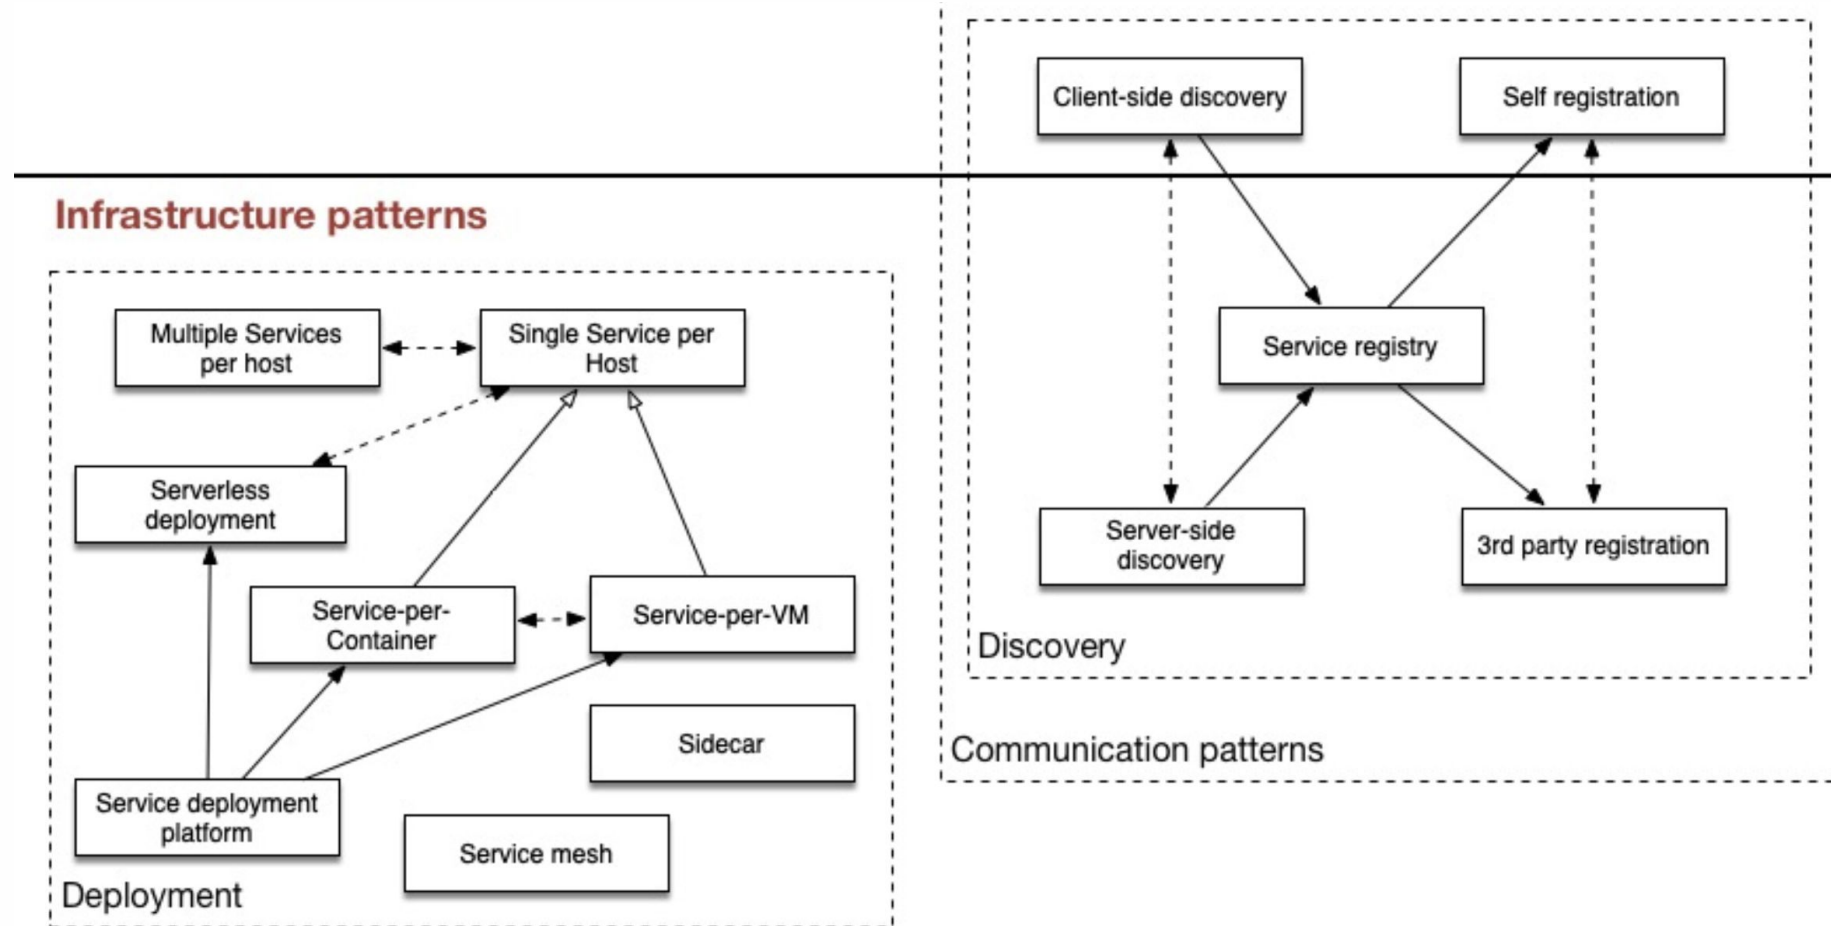 Client-side discovery
Self registration
Infrastructure patterns
Multiple Services
per host
Single Service per
Host
Service registry
Serverless
deployment
Server-side
discovery
3rd party registration
Service-per-
Container
Service-per-VM
Discovery
Sidecar
Communication patterns
Service deployment
platform
Service mesh
Deployment